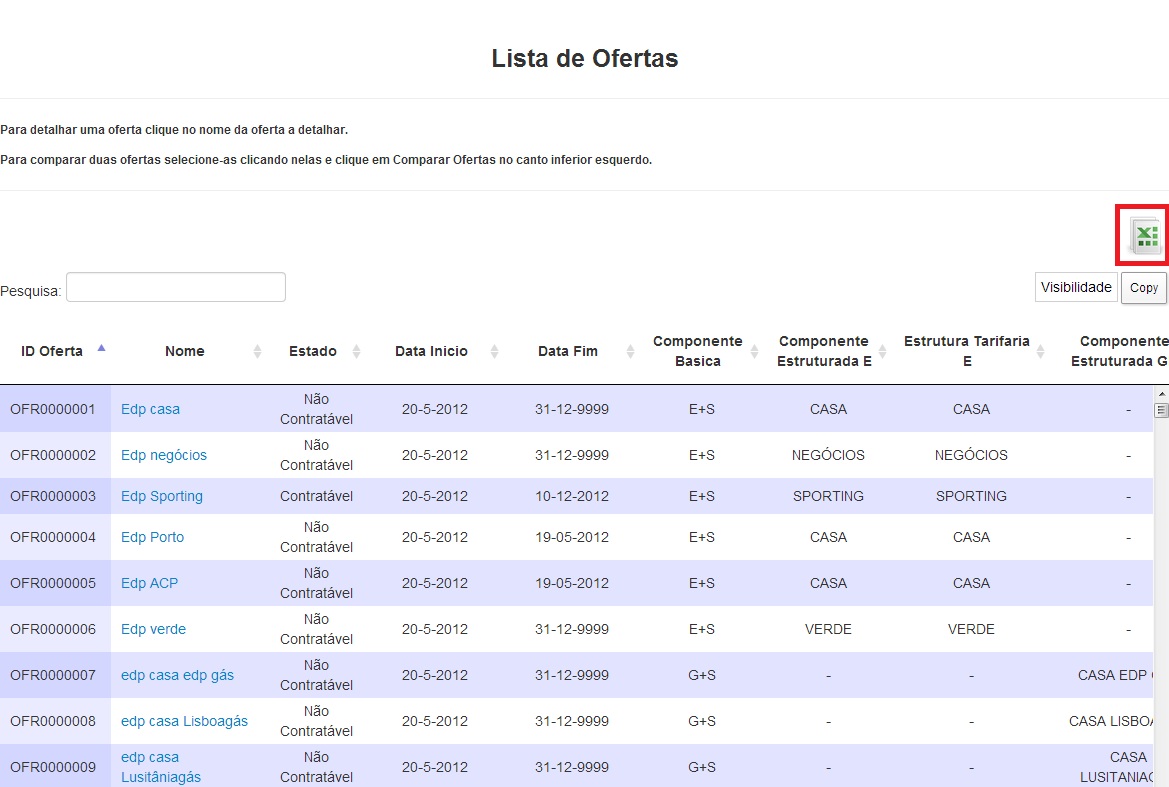 Lista de Ofertas
Para detalhar uma oferta clique no nome da oferta a detalhar.
Para comparar duas ofertas selecione-as clicando nelas e clique em Comparar Ofertas no canto inferior esquerdo.
Pesquisa:
Visibilidade Copy
ID Oferta Nome Estado Data Inicio Data Fim Componente Basica Componente Estruturada E Estrutura Tarifaria E Componente Estruturada G
OFR0000001 Edp casa Não Contratável 20-5-2012 31-12-9999 E+S CASA CASA -
OFR0000002 Edp negócios Não Contratável 20-5-2012 31-12-9999 E+S NEGÓCIOS NEGÓCIOS -
OFR0000003 Edp Sporting Contratável 20-5-2012 10-12-2012 E+S SPORTING SPORTING -
OFR0000004 Edp Porto Não Contratável 20-5-2012 19-05-2012 E+S CASA CASA -
OFR0000005 Edp ACP Não Contratável 20-5-2012 19-05-2012 E+S CASA CASA -
OFR0000006 Edp verde Não Contratável 20-5-2012 31-12-9999 E+S VERDE VERDE -
OFR0000007 edp casa edp gás Não Contratável 20-5-2012 31-12-9999 G+S - - CASA EDP
OFR0000008 edp casa Lisboagás Não Contratável 20-5-2012 31-12-9999 G+S - - CASA LISBOA
OFR0000009 edp casa Lusitâniagás Não Contratável 20-5-2012 31-12-9999 G+S - - CASA LUSITANIAG